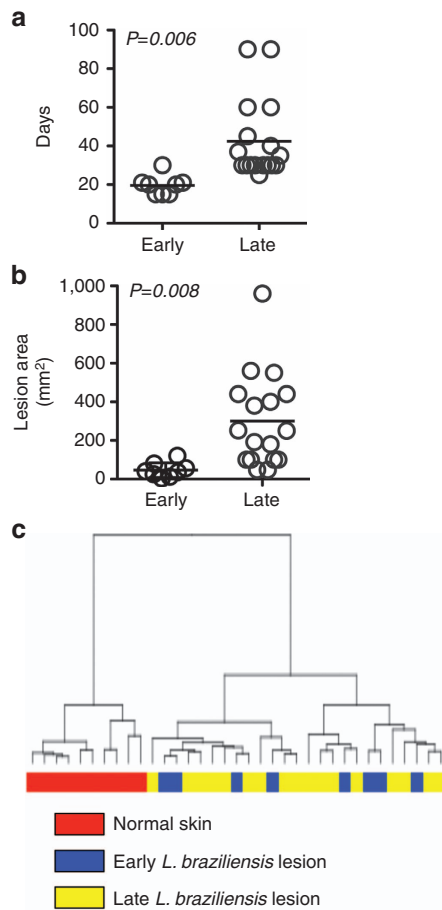 a
P=0.006
100
80
60
40
20
0
Days
Early Late
b
P=0.008
1,000
800
600
400
200
0
Lesion area
(mm²)
Early Late
c
Normal skin
Early L. braziliensis lesion
Late L. braziliensis lesion